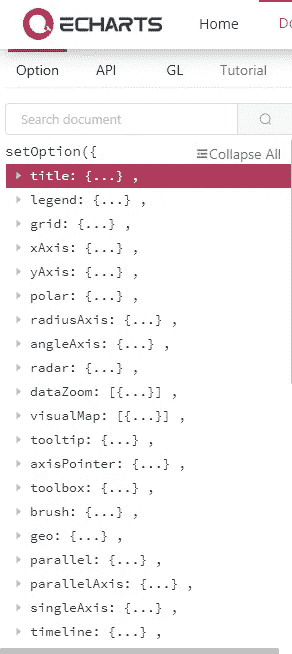 ECHARTS Home Do
Option API GL Tutorial
Search document
setOption({ Collapse All
title: {...} ,
legend: {...} ,
grid: {...} ,
xAxis: {...} ,
yAxis: {...} ,
polar: {...} ,
radiusAxis: {...} ,
angleAxis: {...} ,
radar: {...} ,
dataZoom: [{...}] ,
visualMap: [{...}] ,
tooltip: {...} ,
axisPointer: {...} ,
toolbox: {...} ,
brush: {...} ,
geo: {...} ,
parallel: {...} ,
parallelAxis: {...} ,
singleAxis: {...} ,
timeline: {...} ,